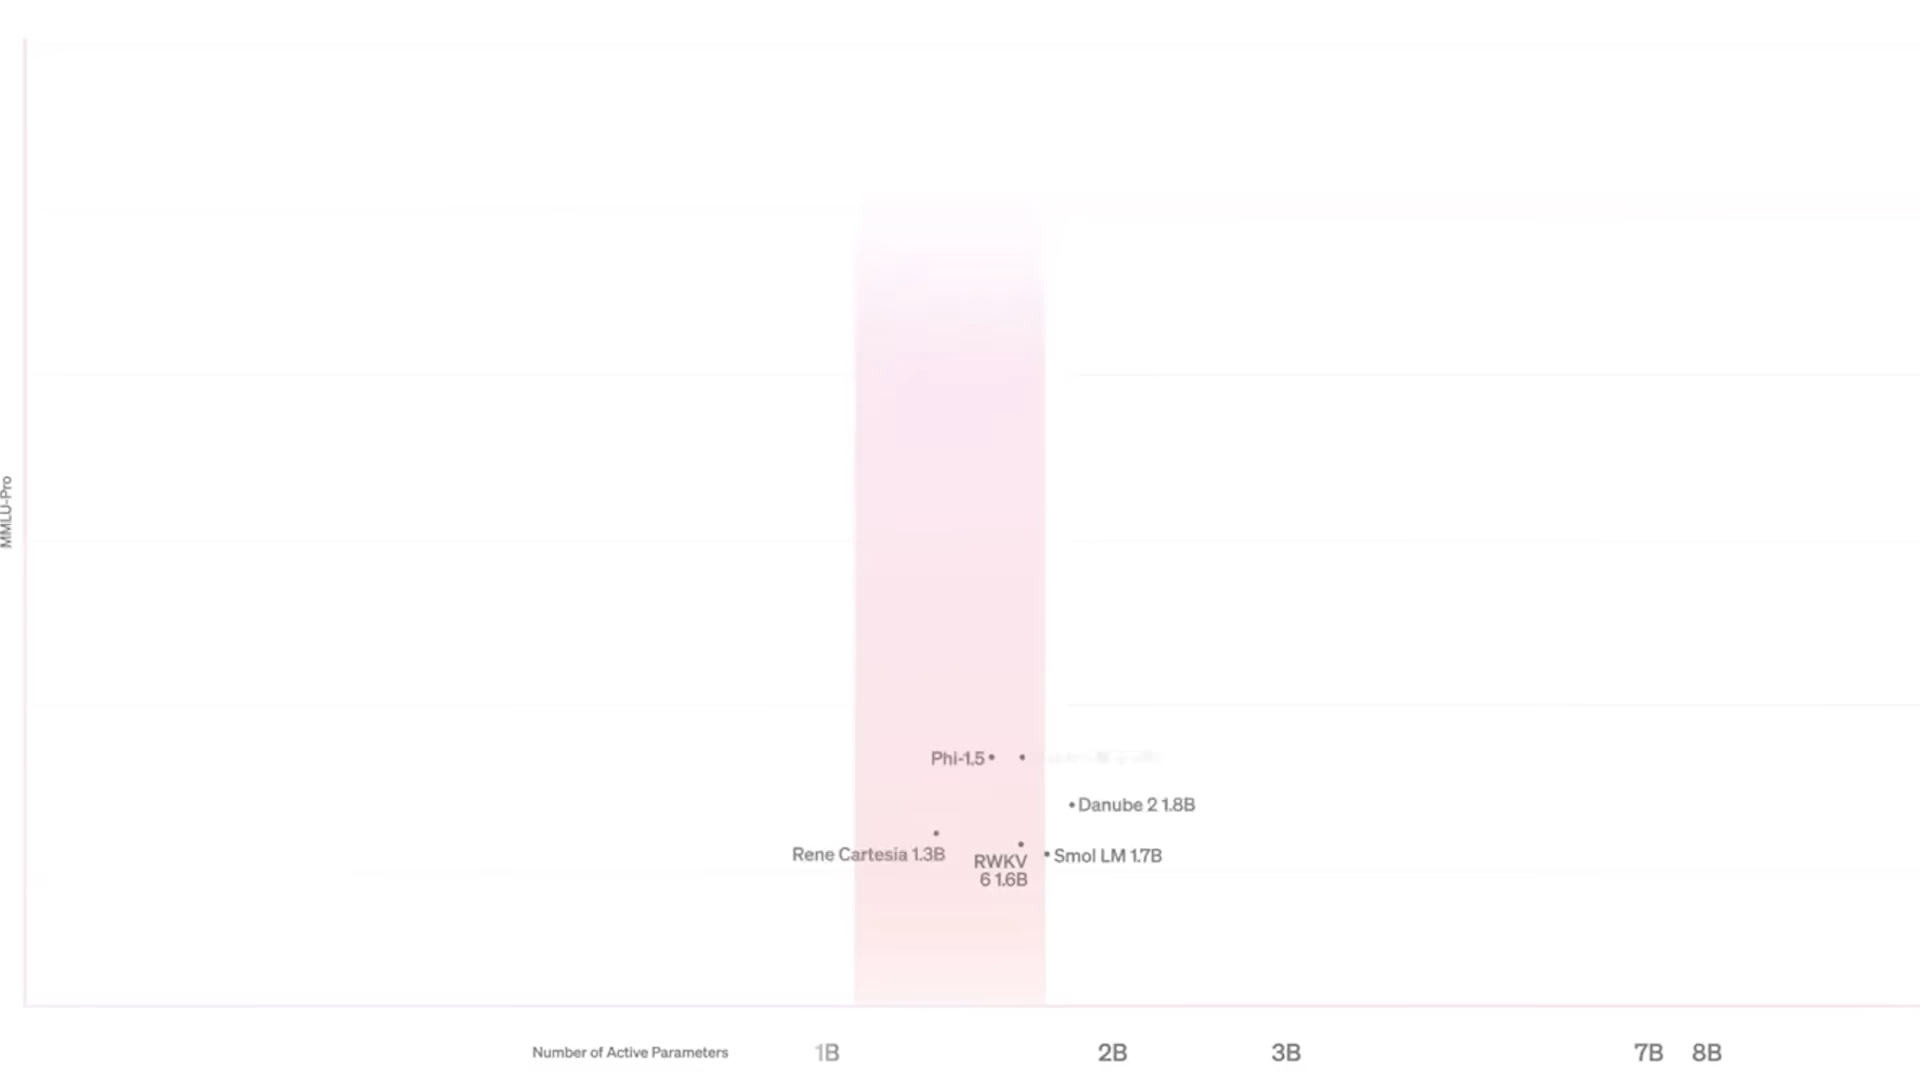 MMLU-Pro
Phi-1.5
Danube 2 1.8B
Rene Cartesia 1.3B
RWKV
6 1.6B
Smol LM 1.7B
Number of Active Parameters
1B
2B
3B
7B
8B